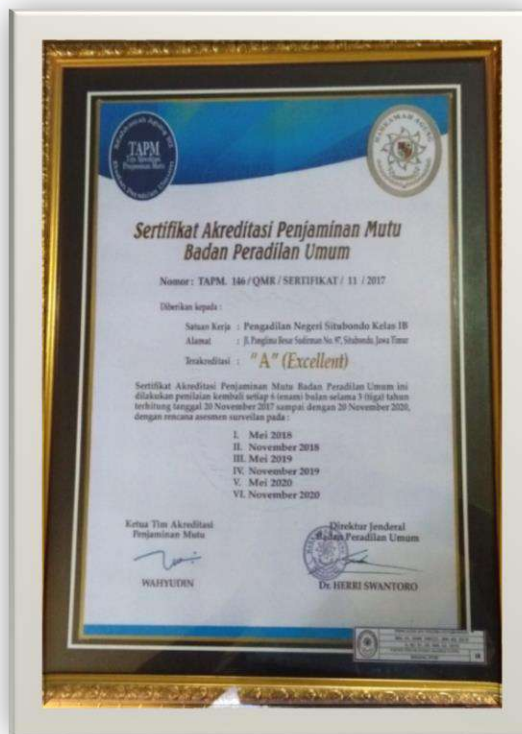 TAPM
MAHKAMAH AGUNG
Sertifikat Akreditasi Penjaminan Mutu
Badan Peradilan Umum
Nomor : TAPM. 146 / QMR / SERTIFIKAT / 11 / 2017
Diberikan kepada :
Satuan Kerja : Pengadilan Negeri Situbondo Kelas IB
Alamat : Jl. Panglima Besar Sudirman No. 97, Situbondo, Jawa Timur
Terakreditasi : "A" (Excellent)
Sertifikat Akreditasi Penjaminan Mutu Badan Peradilan Umum ini
dilakukan penilaian kembali setiap 6 (enam) bulan selama 3 (tiga) tahun
terhitung tanggal 20 November 2017 sampai dengan 20 November 2020,
dengan rencana asesmen surveilan pada :
I. Mei 2018
II. November 2018
III. Mei 2019
IV. November 2019
V. Mei 2020
VI. November 2020
Ketua Tim Akreditasi
Penjaminan Mutu
WAHYUDIN
Direktur Jenderal
Badan Peradilan Umum
Dr. HERRI SWANTORO